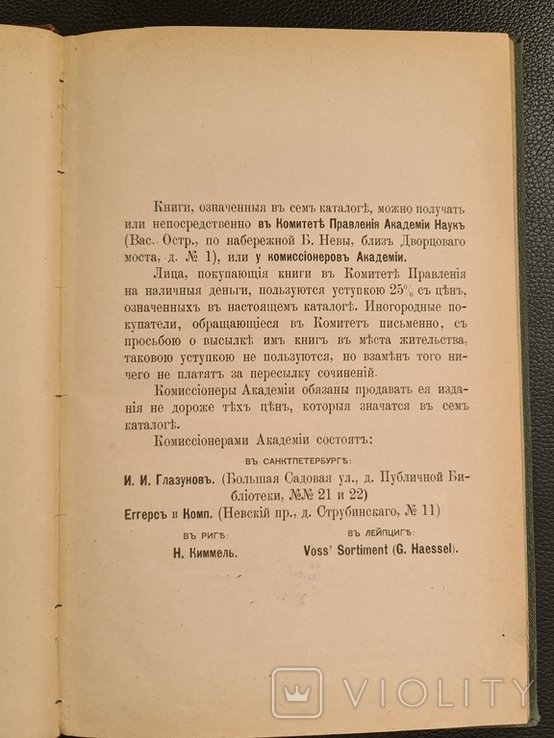 Книги, означенныя въ семъ каталогѣ, можно получать
или непосредственно въ Комитетѣ Правленія Академіи Наукъ
(Вас. Остр., по набережной Б. Невы, близъ Дворцоваго
моста, д. № 1), или у комиссіонеровъ Академіи.
Лица, покупающія книги въ Комитетѣ Правленія
на наличныя деньги, пользуются уступкою 25% съ цѣнъ,
означенныхъ въ настоящемъ каталогѣ. Иногородные по-
купатели, обращающіеся въ Комитетъ письменно, съ
просьбою о высылкѣ имъ книгъ въ мѣста жительства,
таковою уступкою не пользуются, но взамѣнъ того ни-
чего не платятъ за пересылку сочиненій.
Комиссіонеры Академіи обязаны продавать ея изда-
нія не дороже тѣхъ цѣнъ, которыя значатся въ семъ
каталогѣ.
Комиссіонерами Академіи состоятъ:
ВЪ САНКТПЕТЕРБУРГѢ:
И. И. Глазуновъ. (Большая Садовая ул., д. Публичной Би-
бліотеки, №№ 21 и 22)
Еггерсъ и Комп. (Невскій пр., д. Струбинскаго, № 11)
ВЪ РИГѢ:
Н. Киммель.
ВЪ ЛЕЙПЦИГѢ:
Voss' Sortiment (G. Haessel).
VIOLITY